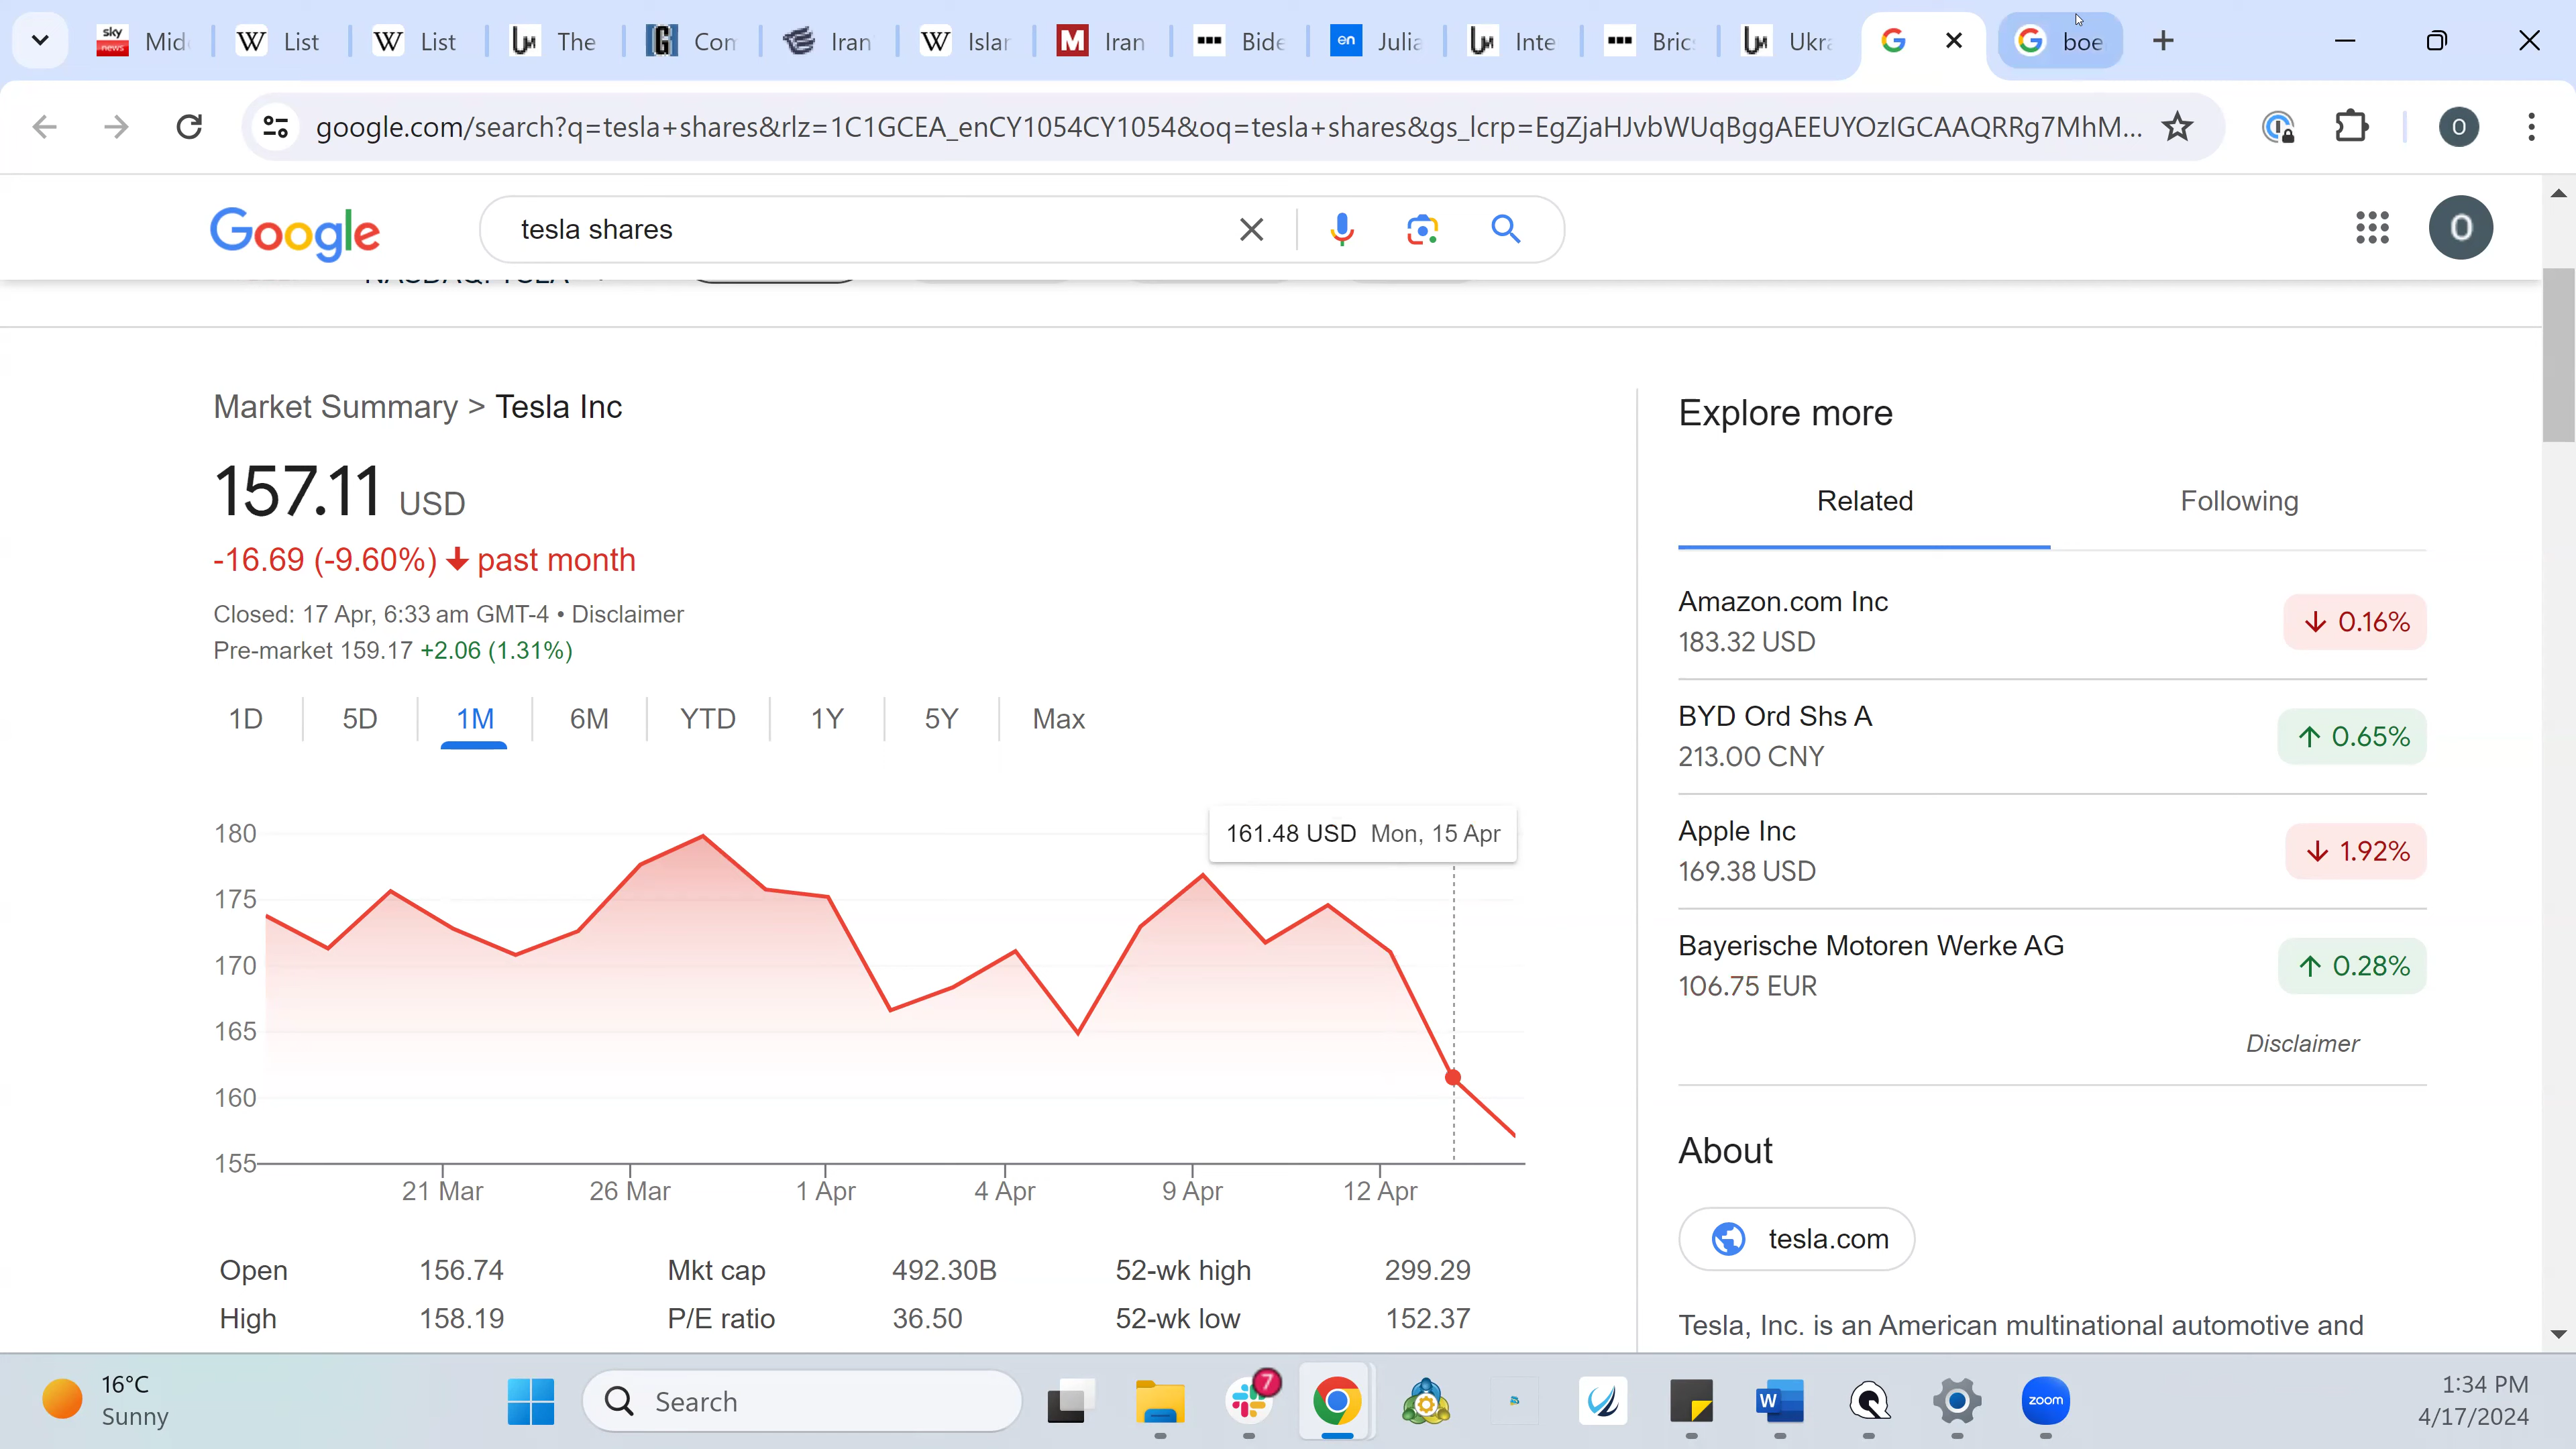 sky news Mid
List
List
The
Con
Iran
Islar
Iran
Bide
en Julia
Inte
Bric
Ukra
boe
google.com/search?q=tesla+shares&rlz=1C1GCEA_enCY1054CY1054&oq=tesla+shares&gs_lcrp=EgZjaHJvbWUqBggAEEUYOzIGCAAQRRg7MhM...
O
Google
tesla shares
O
Market Summary > Tesla Inc
157.11 USD
-16.69 (-9.60%) past month
Closed: 17 Apr, 6:33 am GMT-4 • Disclaimer
Pre-market 159.17 +2.06 (1.31%)
1D 5D 1M 6M YTD 1Y 5Y Max
161.48 USD Mon, 15 Apr
180
175
170
165
160
155
21 Mar 26 Mar 1 Apr 4 Apr 9 Apr 12 Apr
Open 156.74 Mkt cap 492.30B 52-wk high 299.29
High 158.19 P/E ratio 36.50 52-wk low 152.37
Explore more
Related Following
Amazon.com Inc
183.32 USD
0.16%
BYD Ord Shs A
213.00 CNY
0.65%
Apple Inc
169.38 USD
1.92%
Bayerische Motoren Werke AG
106.75 EUR
0.28%
Disclaimer
About
tesla.com
Tesla, Inc. is an American multinational automotive and
16°C
Sunny
Search
7
W
zoom
1:34 PM
4/17/2024